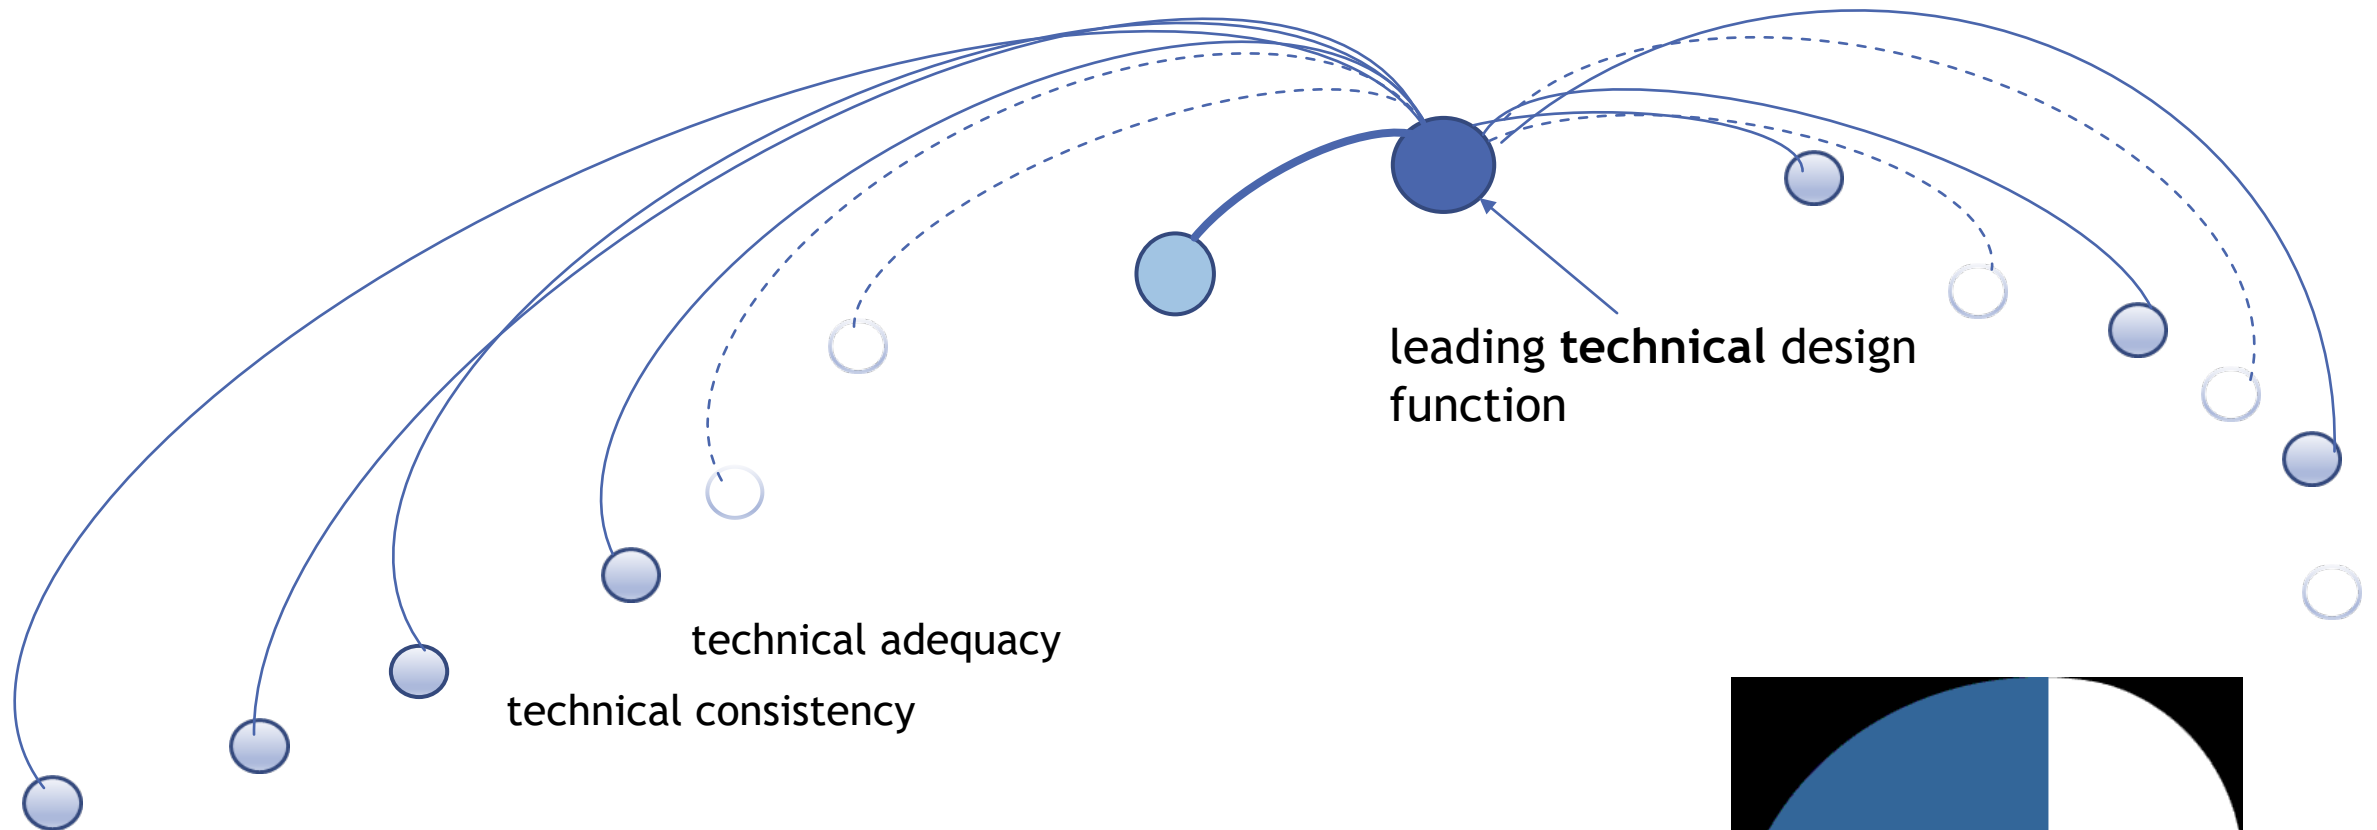 leading technical design
function
technical adequacy
technical consistency